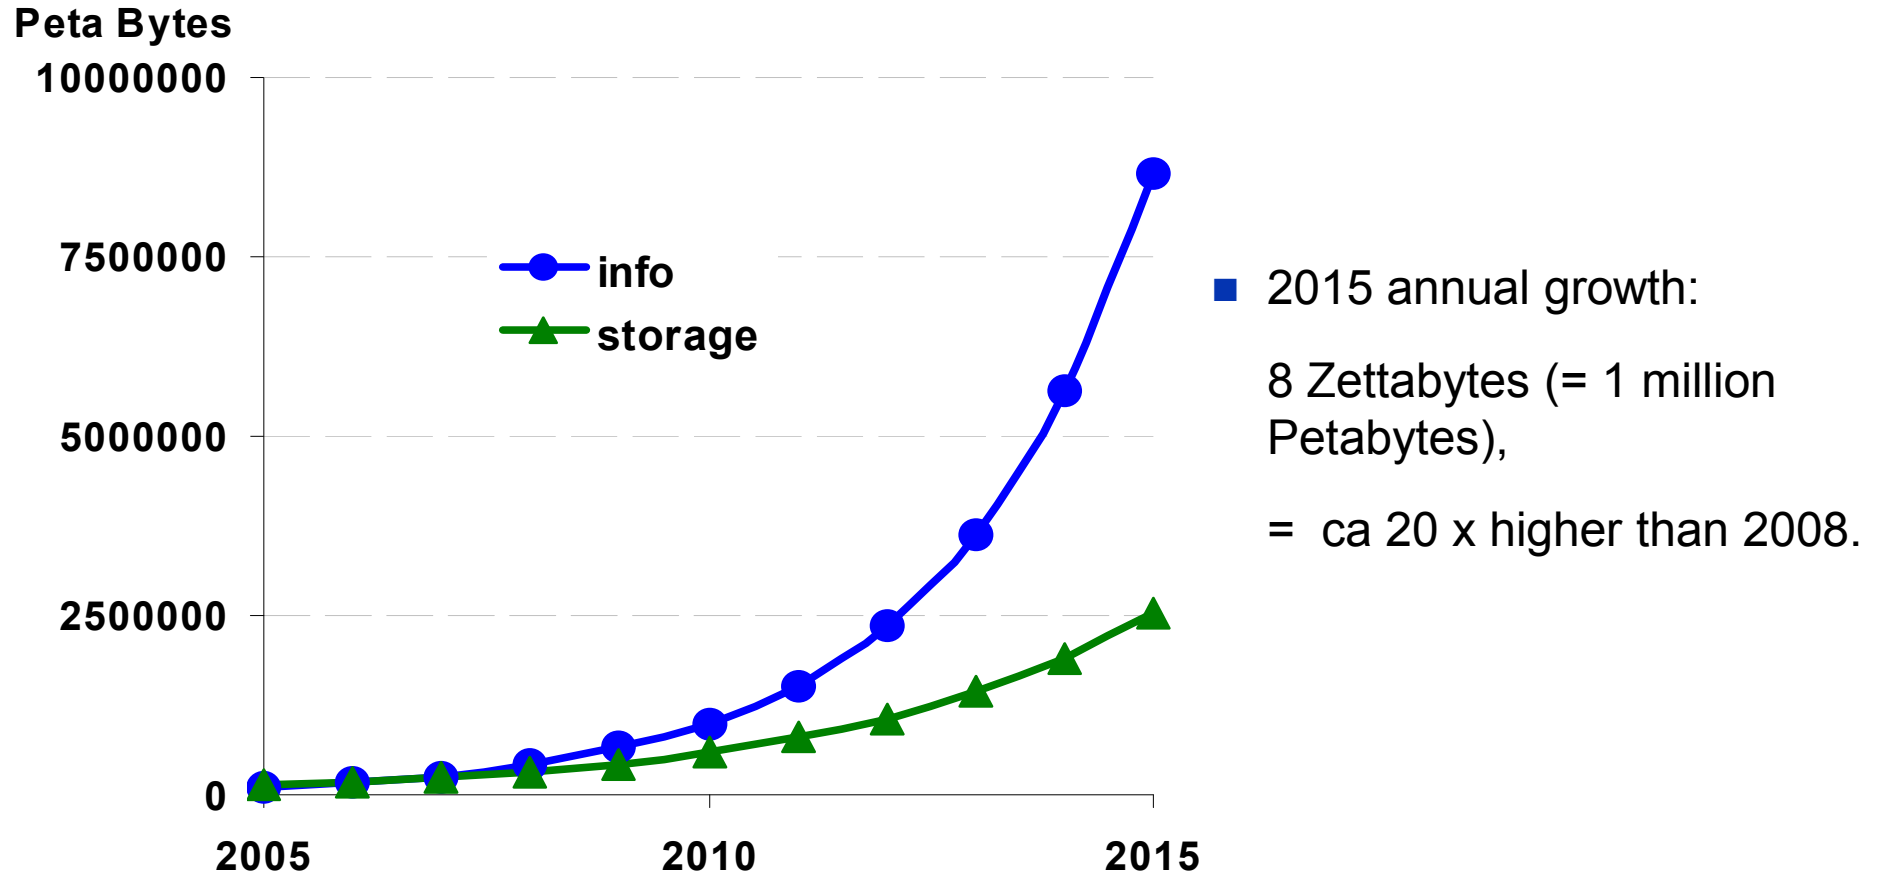 Peta Bytes
10000000
7500000
5000000
2500000
0
2005
2010
2015
info
storage
■ 2015 annual growth:
8 Zettabytes (= 1 million
Petabytes),
= ca 20 x higher than 2008.